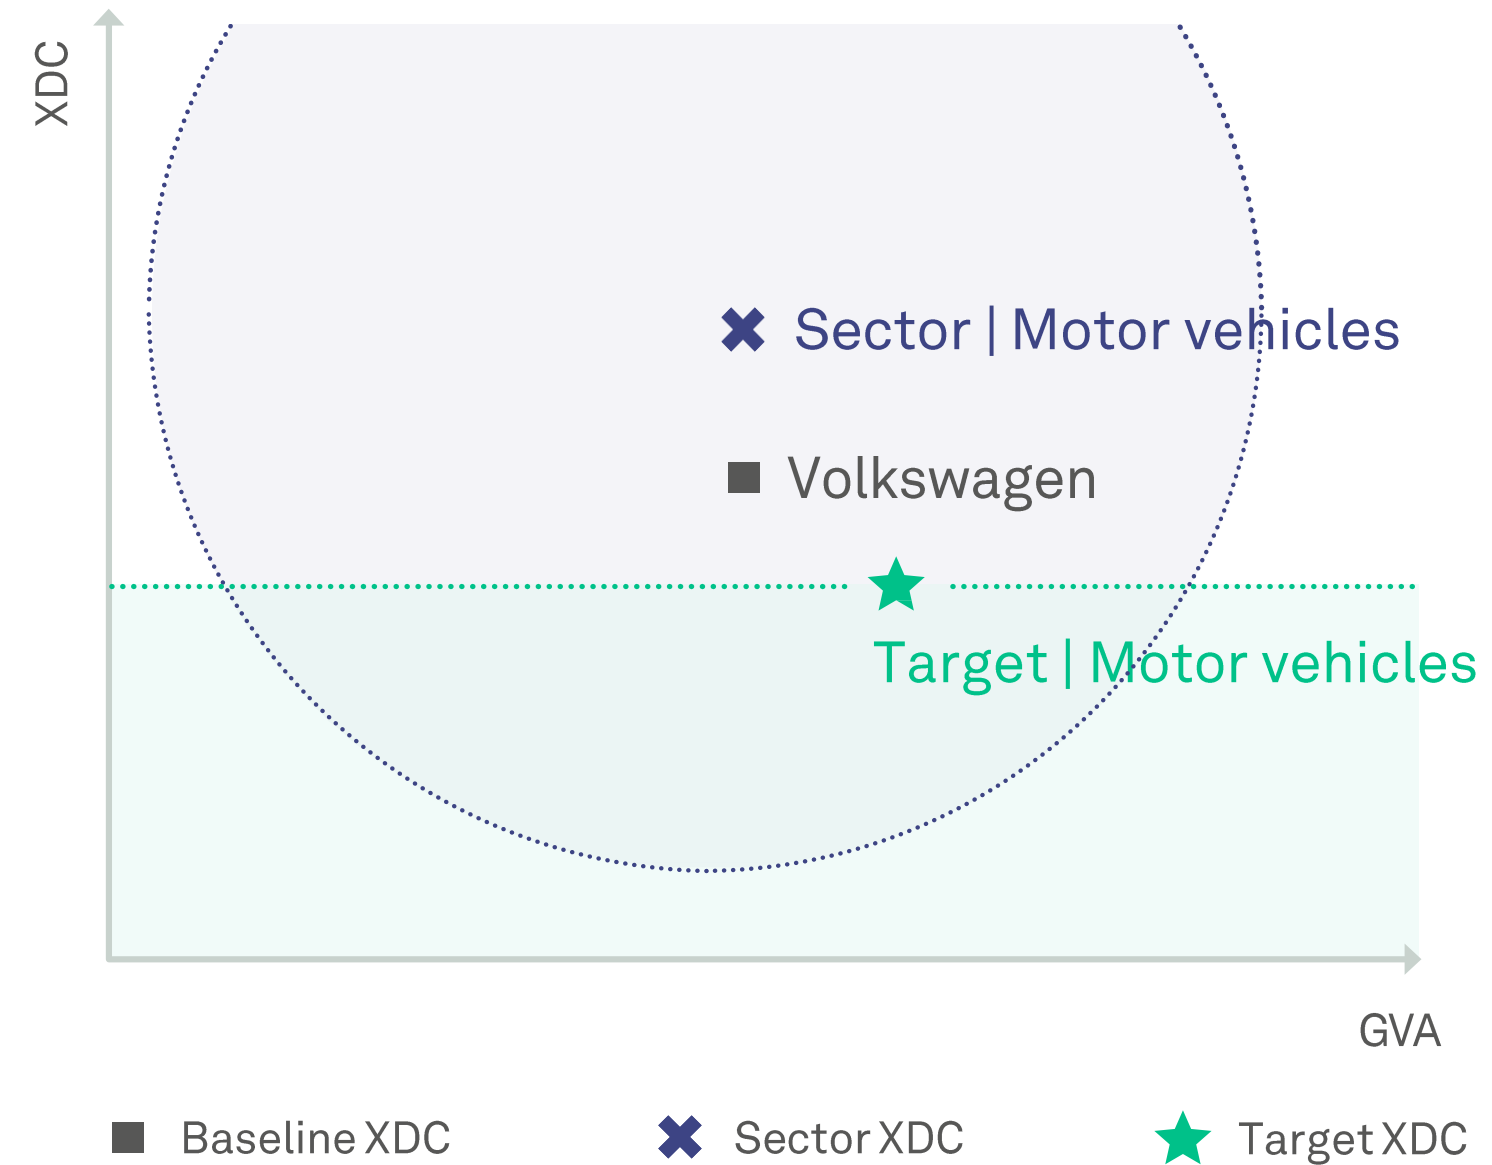 XDC
Sector | Motor vehicles
Volkswagen
Target | Motor vehicles
GVA
Baseline XDC
Sector XDC
Target XDC